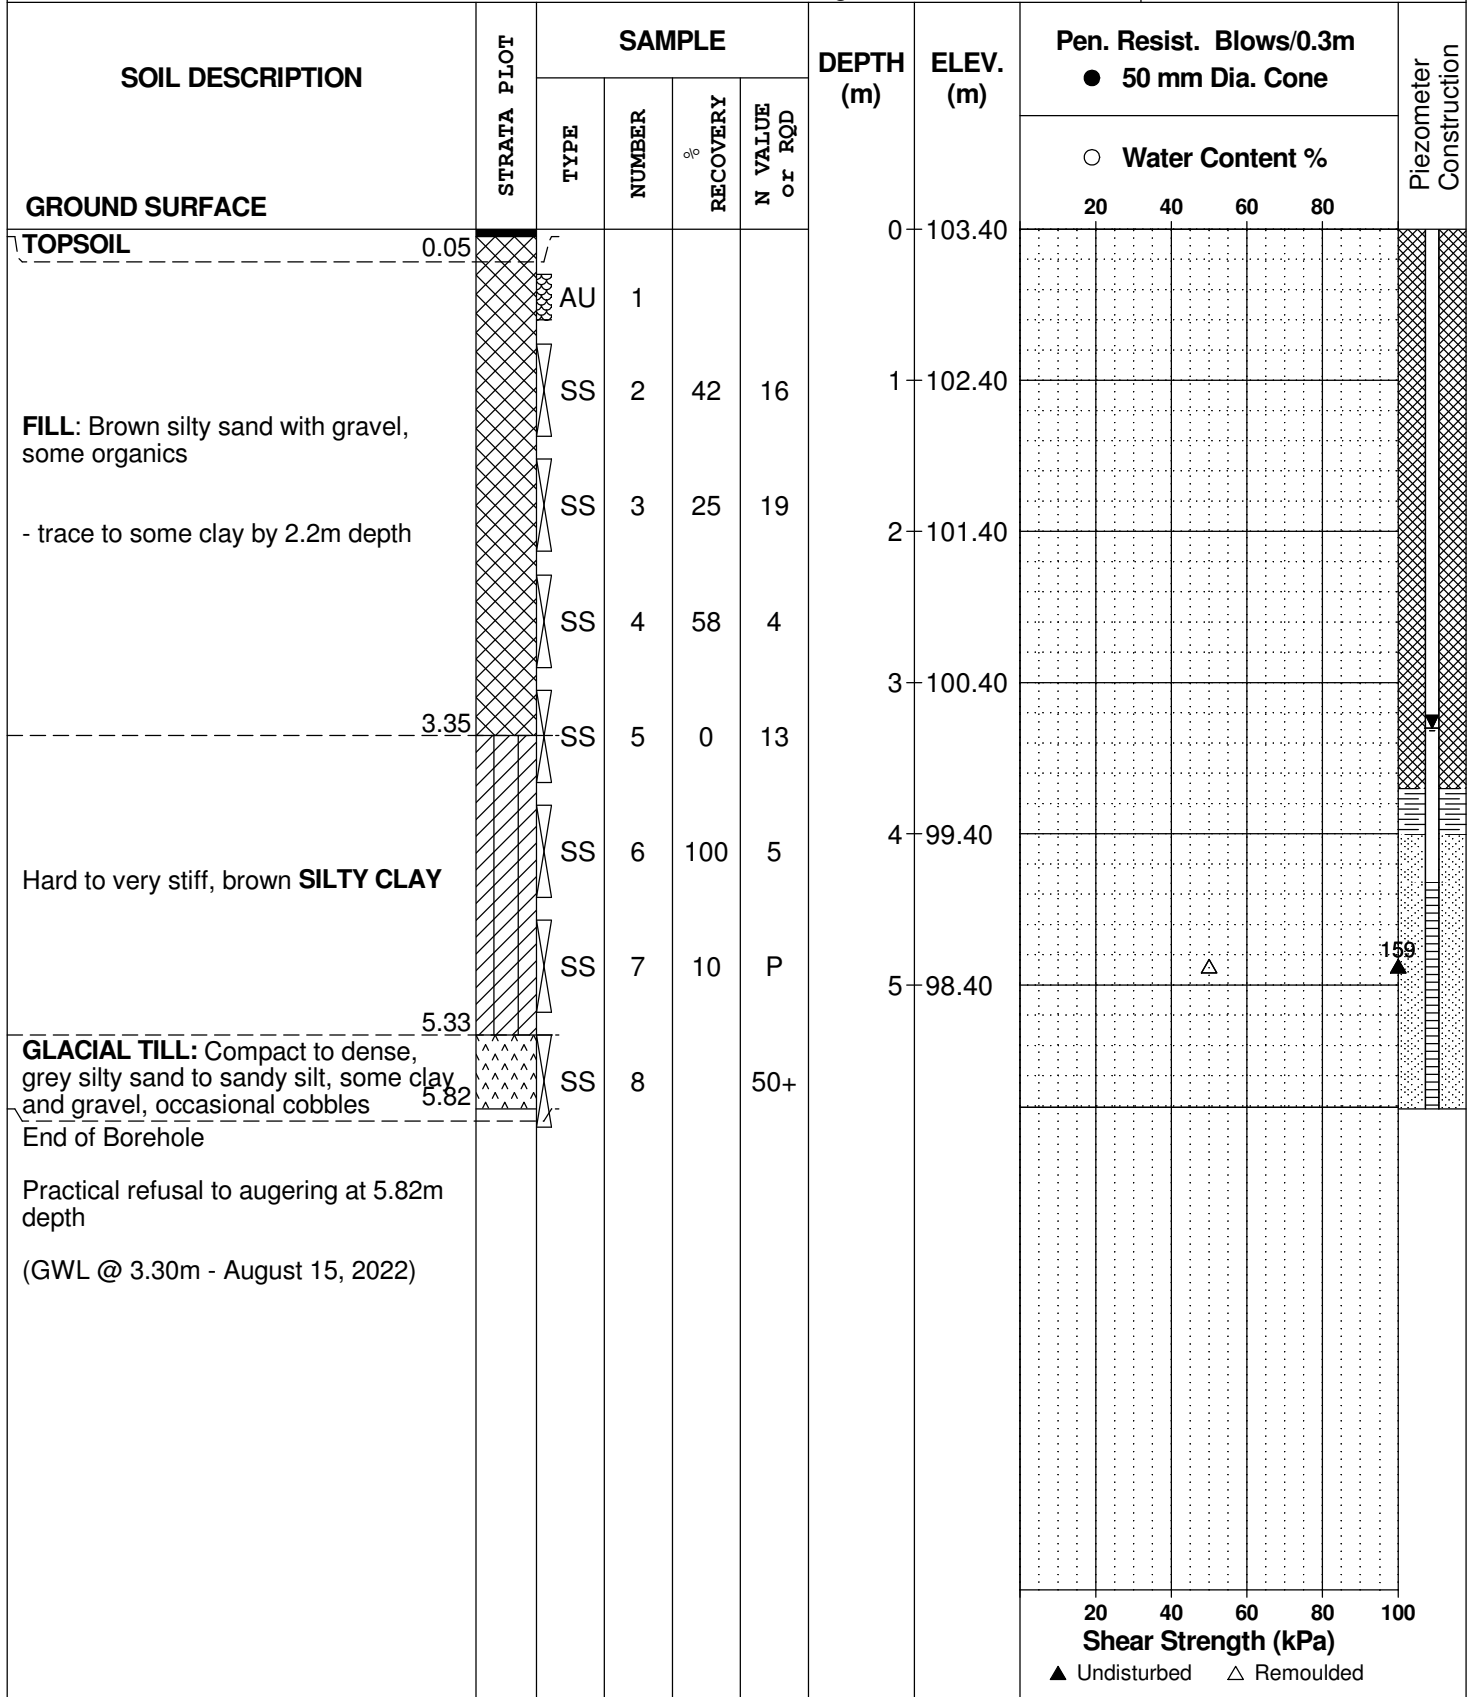 SOIL DESCRIPTION
GROUND SURFACE
STRATA PLOT
SAMPLE
TYPE
NUMBER
% RECOVERY
N VALUE or RQD
DEPTH (m)
ELEV. (m)
Pen. Resist. Blows/0.3m
● 50 mm Dia. Cone
○ Water Content %
20 40 60 80
Piezometer Construction
TOPSOIL 0.05
0 103.40
AU 1
1 102.40
SS 2 42 16
FILL: Brown silty sand with gravel,
some organics
SS 3 25 19
- trace to some clay by 2.2m depth
2 101.40
SS 4 58 4
3 100.40
3.35
SS 5 0 13
4 99.40
SS 6 100 5
Hard to very stiff, brown SILTY CLAY
159
SS 7 10 P
5 98.40
5.33
GLACIAL TILL: Compact to dense,
grey silty sand to sandy silt, some clay
and gravel, occasional cobbles 5.82
SS 8 50+
End of Borehole
Practical refusal to augering at 5.82m
depth
(GWL @ 3.30m - August 15, 2022)
20 40 60 80 100
Shear Strength (kPa)
▲ Undisturbed △ Remoulded